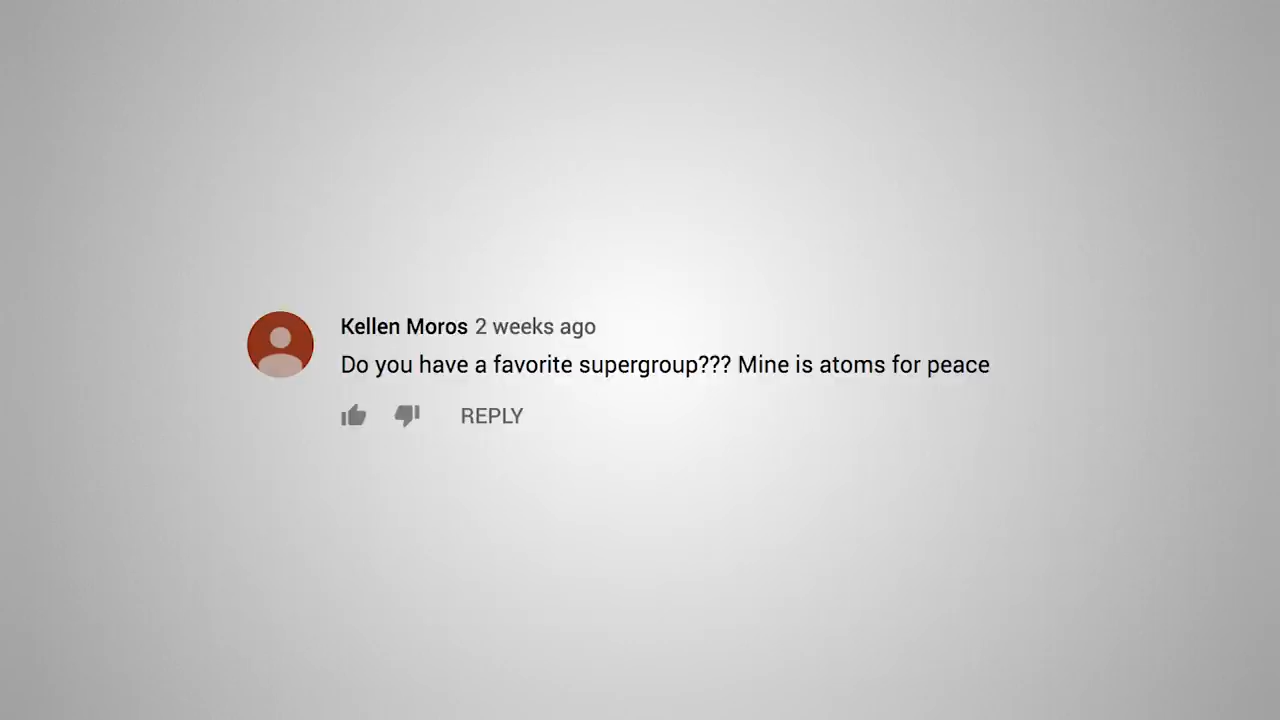 Kellen Moros 2 weeks ago
Do you have a favorite supergroup??? Mine is atoms for peace
REPLY